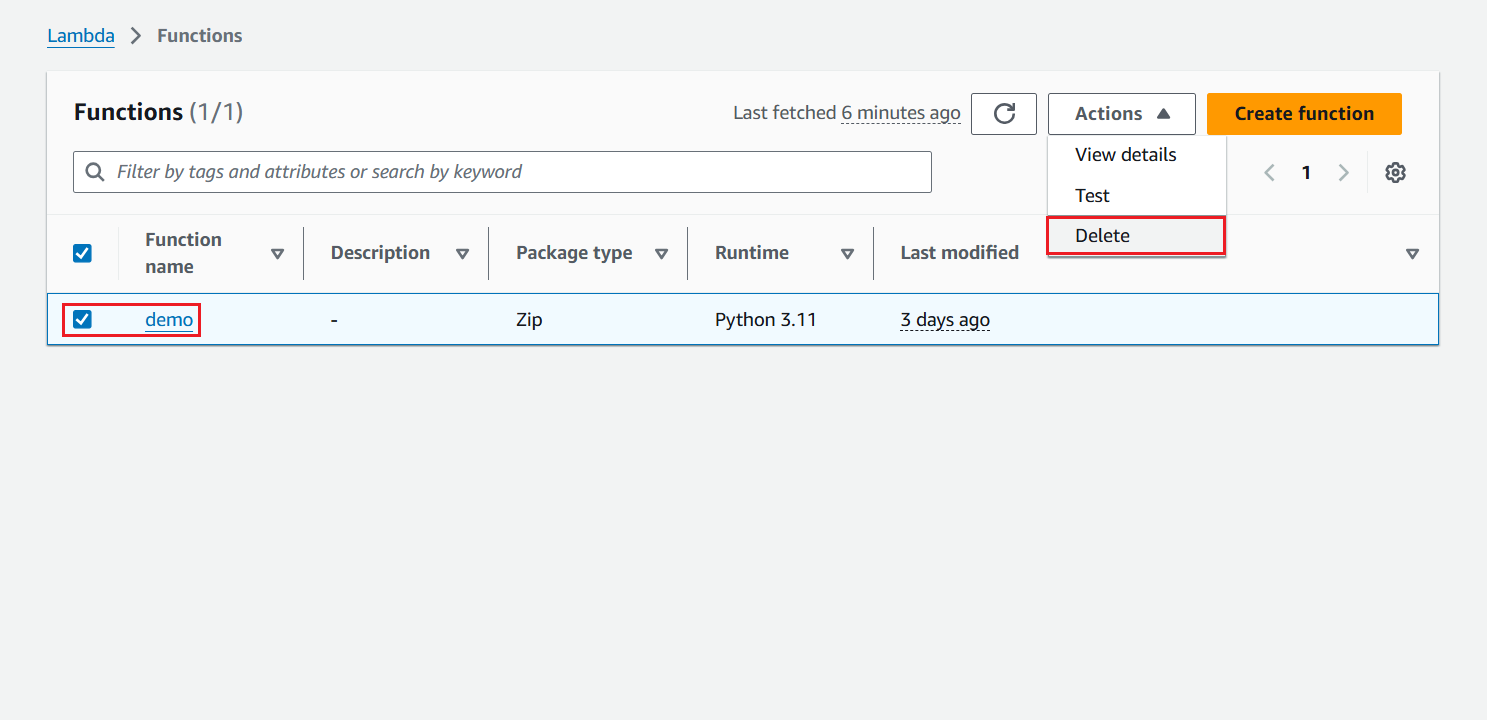 Lambda Functions
Functions (1/1)
Last fetched 6 minutes ago
Actions
Create function
Filter by tags and attributes or search by keyword
View details
Test
Delete
1
Function name
Description
Package type
Runtime
Last modified
demo
-
Zip
Python 3.11
3 days ago